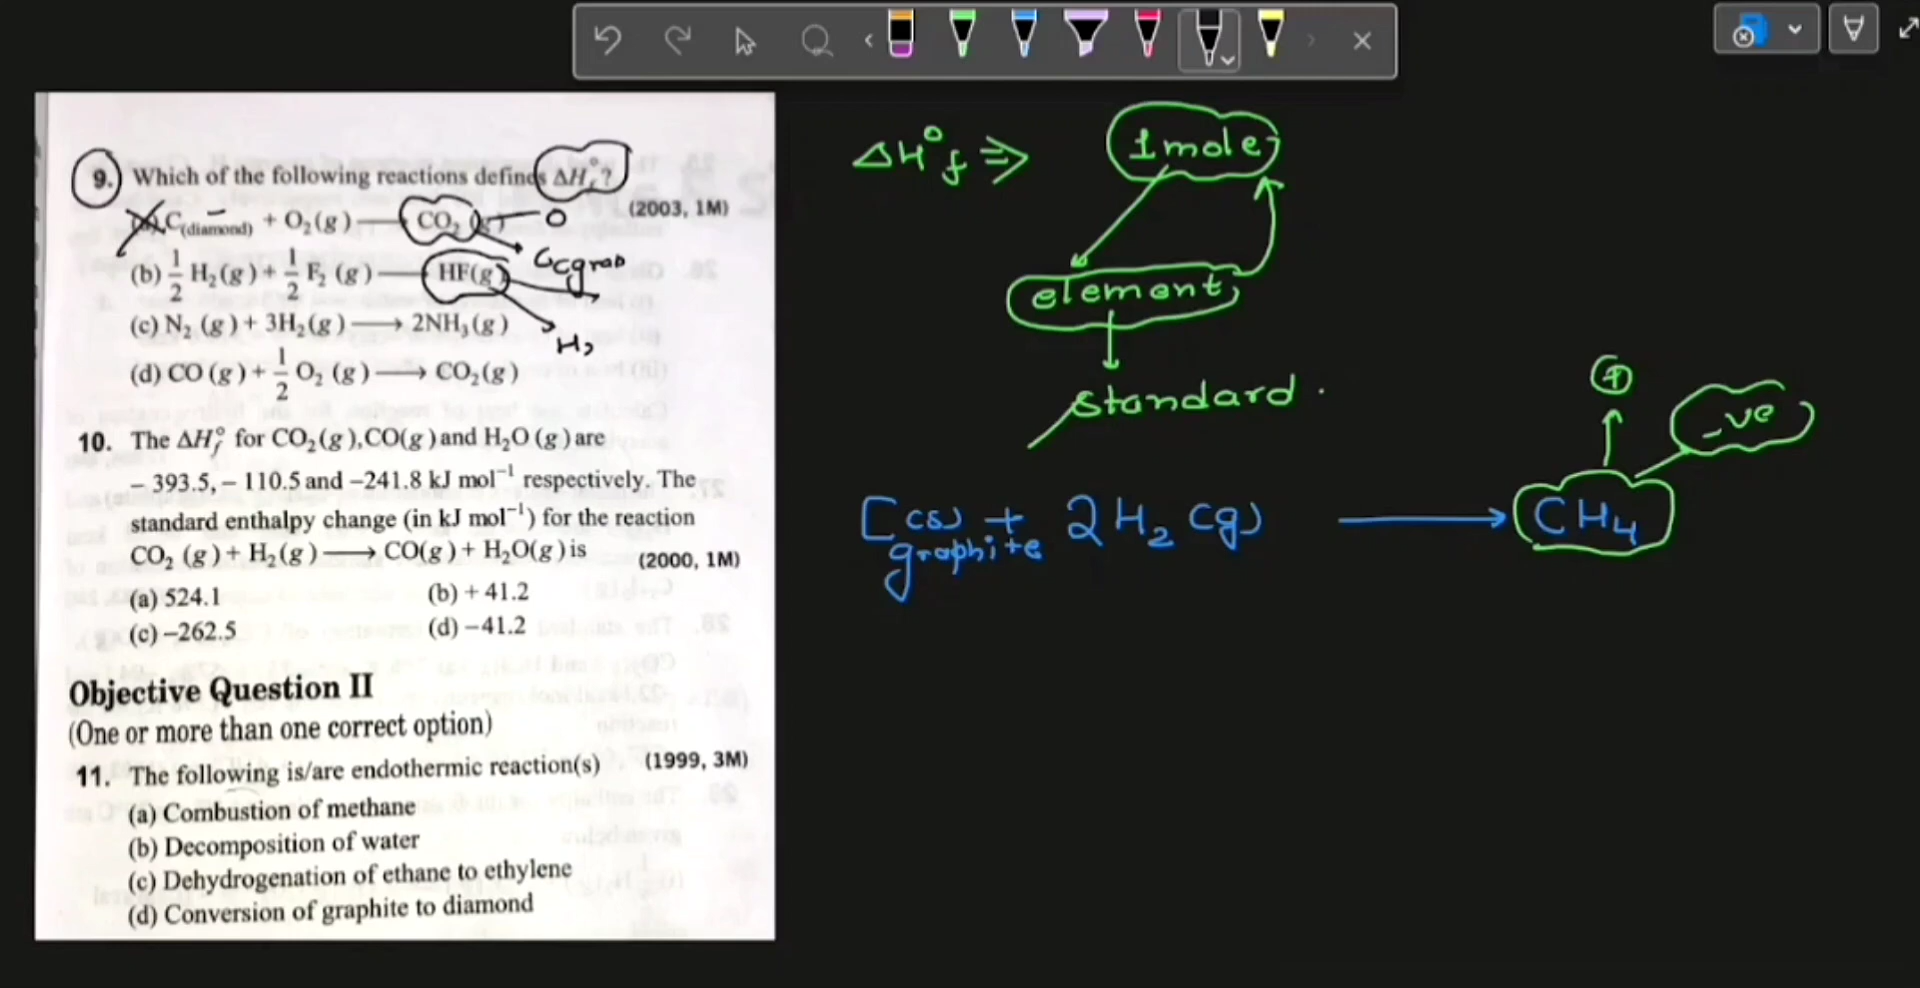 9. Which of the following reactions defines ΔH°f?
(2003, 1M)
C(diamond) + O₂(g) → CO₂(g)
O
C(grap
(b) 1/2 H₂(g) + 1/2 F₂(g) → HF(g)
H₂
(c) N₂(g) + 3H₂(g) → 2NH₃(g)
(d) CO(g) + 1/2 O₂(g) → CO₂(g)
10. The ΔH°f for CO₂(g), CO(g) and H₂O(g) are
– 393.5, – 110.5 and –241.8 kJ mol⁻¹ respectively. The
standard enthalpy change (in kJ mol⁻¹) for the reaction
CO₂(g) + H₂(g) → CO(g) + H₂O(g) is (2000, 1M)
(a) 524.1 (b) + 41.2
(c) –262.5 (d) –41.2
Objective Question II
(One or more than one correct option)
11. The following is/are endothermic reaction(s) (1999, 3M)
(a) Combustion of methane
(b) Decomposition of water
(c) Dehydrogenation of ethane to ethylene
(d) Conversion of graphite to diamond
ΔH°f ⇒ 1 mole
element
standard
+
-ve
C(s) + 2H₂(g) → CH₄
graphite